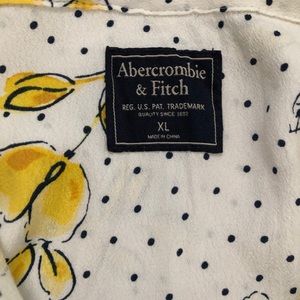 Abercrombie
& Fitch
REG. U.S. PAT. TRADEMARK
QUALITY SINCE 1892
XL
MADE IN CHINA